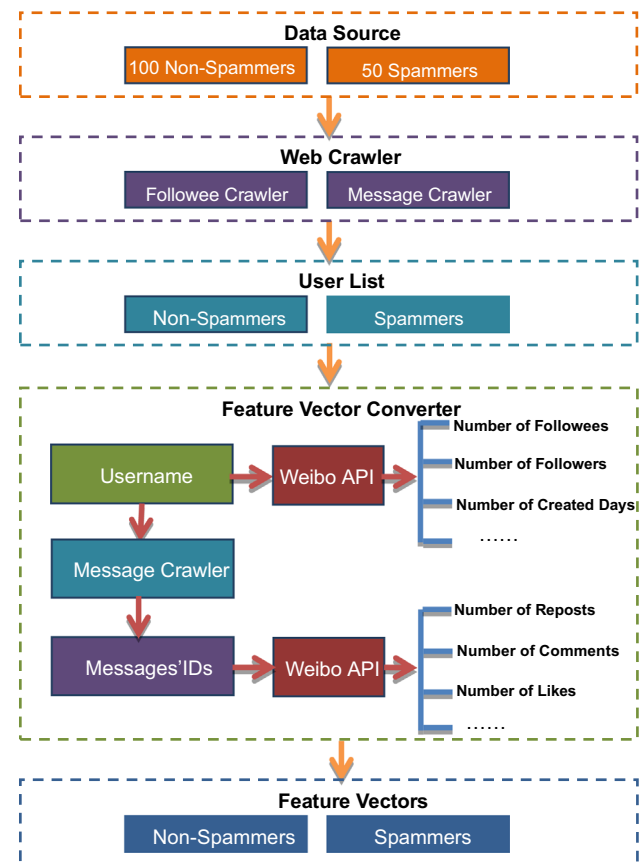 Data Source
100 Non-Spammers
50 Spammers
Web Crawler
Followee Crawler
Message Crawler
User List
Non-Spammers
Spammers
Feature Vector Converter
Username
Weibo API
Number of Followees
Number of Followers
Number of Created Days
……
Message Crawler
Messages'IDs
Weibo API
Number of Reposts
Number of Comments
Number of Likes
……
Feature Vectors
Non-Spammers
Spammers